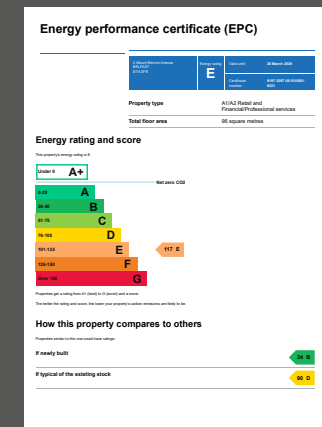 Energy performance certificate (EPC)
BELFAST
Energy rating
E
Valid until:
Certificate number:
Property type
A1/A2 Retail and Financial/Professional services
Total floor area
96 square metres
Energy rating and score
This property's energy rating is E.
Under 0 A+
Net zero CO2
0-25 A
26-50 B
51-75 C
76-100 D
101-125 E
117 E
126-150 F
Over 150 G
Properties get a rating from A+ (best) to G (worst) and a score.
The better the rating and score, the lower your property's carbon emissions are likely to be.
How this property compares to others
Properties similar to this one could have ratings:
If newly built
34 B
If typical of the existing stock
98 D